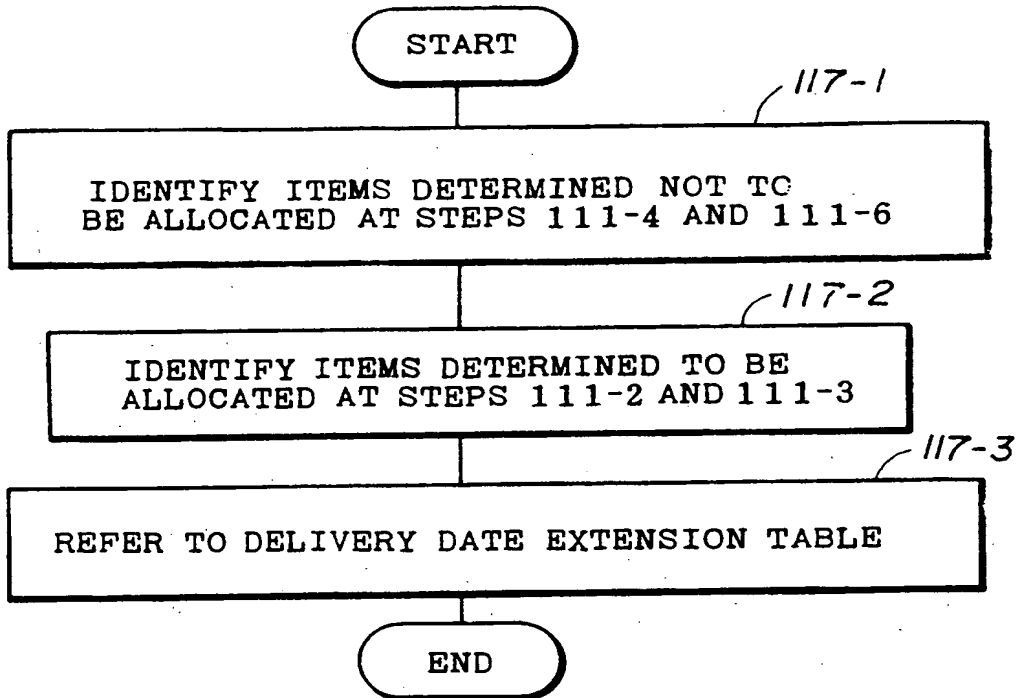 START
117-1
IDENTIFY ITEMS DETERMINED NOT TO
BE ALLOCATED AT STEPS 111-4 AND 111-6
117-2
IDENTIFY ITEMS DETERMINED TO BE
ALLOCATED AT STEPS 111-2 AND 111-3
117-3
REFER TO DELIVERY DATE EXTENSION TABLE
END